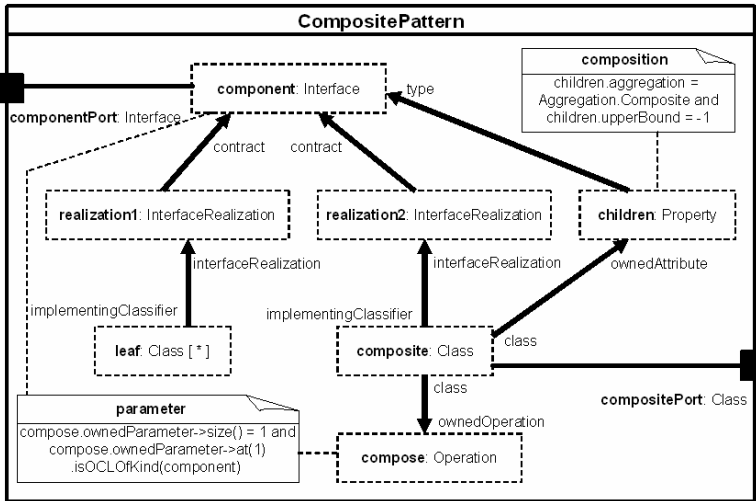 CompositePattern
component: Interface
composition
children.aggregation =
Aggregation.Composite and
children.upperBound = -1
type
componentPort: Interface
contract
contract
realization1: InterfaceRealization
realization2: InterfaceRealization
children: Property
interfaceRealization
interfaceRealization
ownedAttribute
implementingClassifier
implementingClassifier
leaf: Class [ * ]
composite: Class
class
class
compositePort: Class
parameter
compose.ownedParameter->size() = 1 and
compose.ownedParameter->at(1)
.isOCLOfKind(component)
ownedOperation
compose: Operation